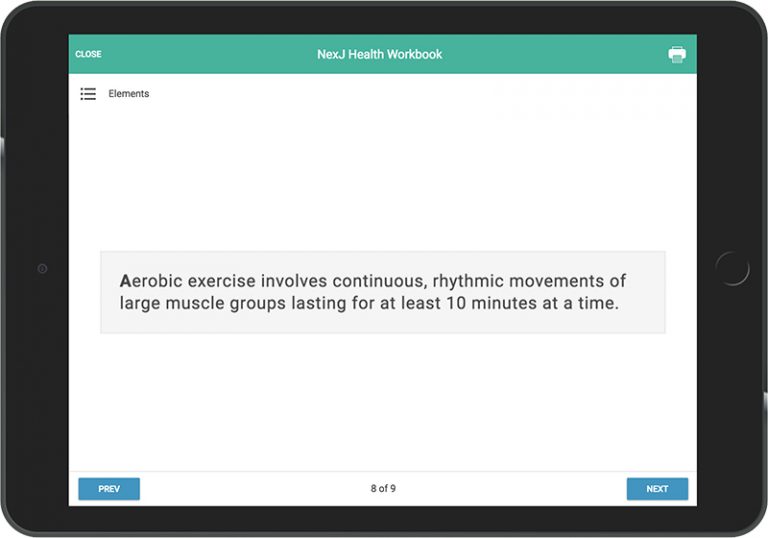 CLOSE
NexJ Health Workbook
Elements
Aerobic exercise involves continuous, rhythmic movements of
large muscle groups lasting for at least 10 minutes at a time.
PREV
8 of 9
NEXT